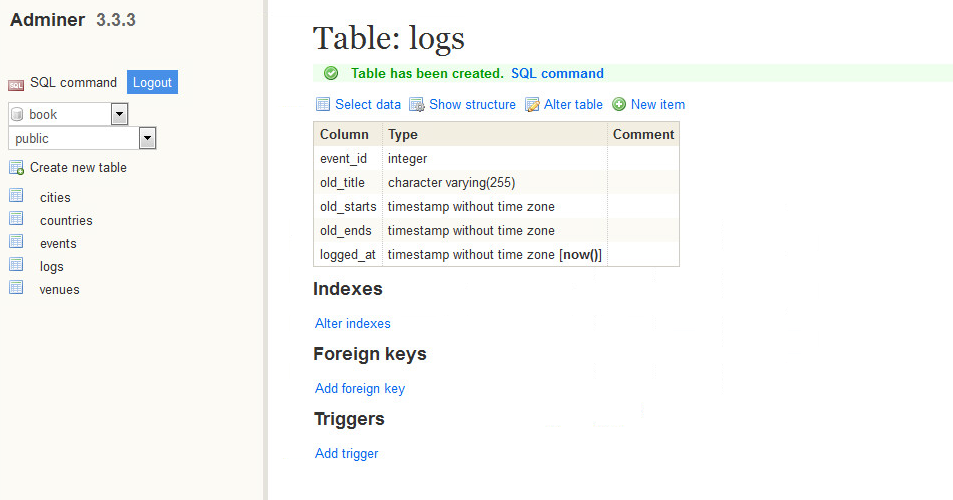 Adminer 3.3.3
SQL SQL command Logout
book
public
Create new table
cities
countries
events
logs
venues
Table: logs
Table has been created. SQL command
Select data Show structure Alter table New item
Column Type Comment
event_id integer
old_title character varying(255)
old_starts timestamp without time zone
old_ends timestamp without time zone
logged_at timestamp without time zone [now()]
Indexes
Alter indexes
Foreign keys
Add foreign key
Triggers
Add trigger